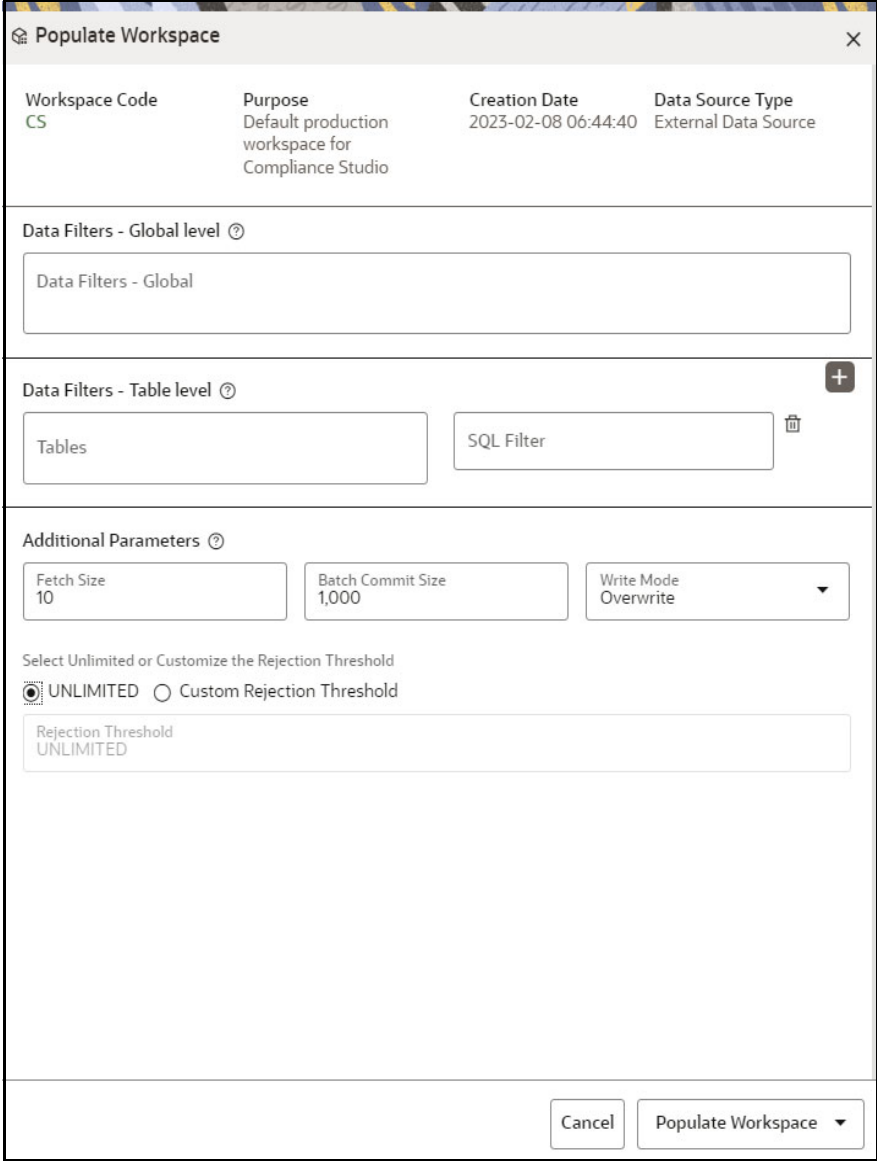 Populate Workspace
Workspace Code
CS
Purpose
Default production
workspace for
Compliance Studio
Creation Date
2023-02-08 06:44:40
Data Source Type
External Data Source
Data Filters - Global level
Data Filters - Global
Data Filters - Table level
Tables
SQL Filter
Additional Parameters
Fetch Size
10
Batch Commit Size
1,000
Write Mode
Overwrite
Select Unlimited or Customize the Rejection Threshold
UNLIMITED Custom Rejection Threshold
Rejection Threshold
UNLIMITED
Cancel
Populate Workspace